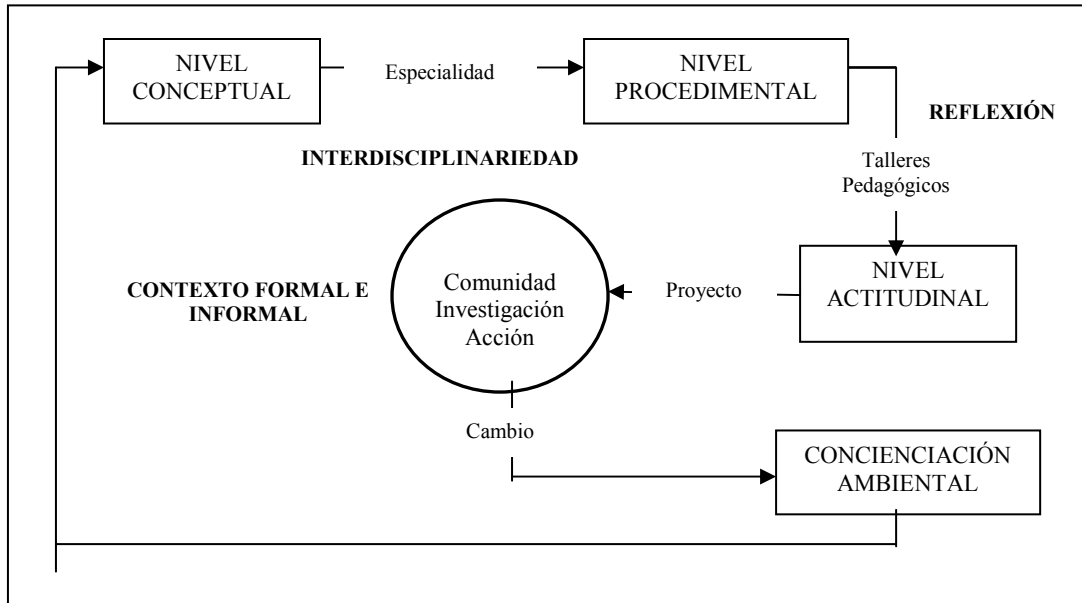 NIVEL
CONCEPTUAL
Especialidad
NIVEL
PROCEDIMENTAL
REFLEXIÓN
INTERDISCIPLINARIEDAD
Talleres
Pedagógicos
CONTEXTO FORMAL E
INFORMAL
Comunidad
Investigación
Acción
Proyecto
NIVEL
ACTITUDINAL
Cambio
CONCIENCIACIÓN
AMBIENTAL